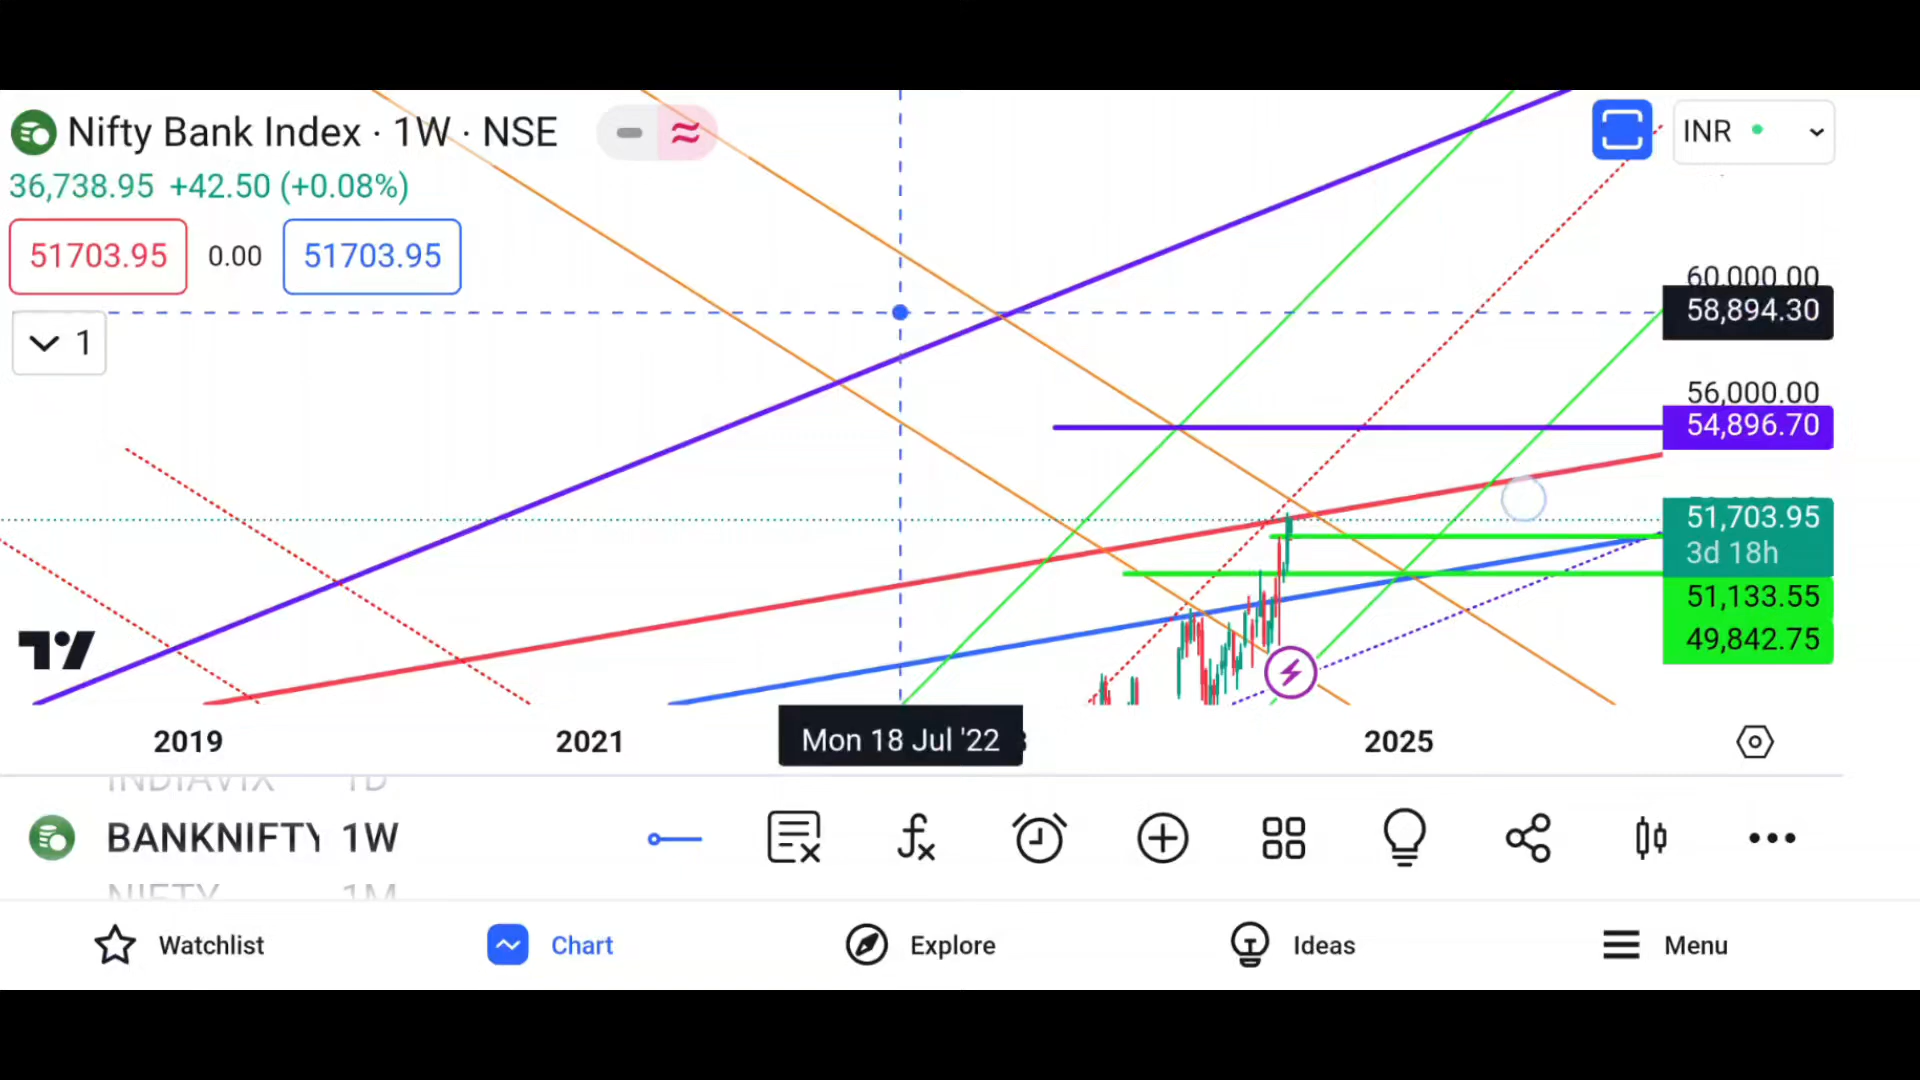 Nifty Bank Index · 1W · NSE
INR
36,738.95 +42.50 (+0.08%)
51703.95 0.00 51703.95
1
60,000.00
58,894.30
56,000.00
54,896.70
51,703.95
3d 18h
51,133.55
49,842.75
2019 2021 Mon 18 Jul '22 2025
INDIAVIX 1D
BANKNIFTY 1W
NIFTY 1M
Watchlist Chart Explore Ideas Menu